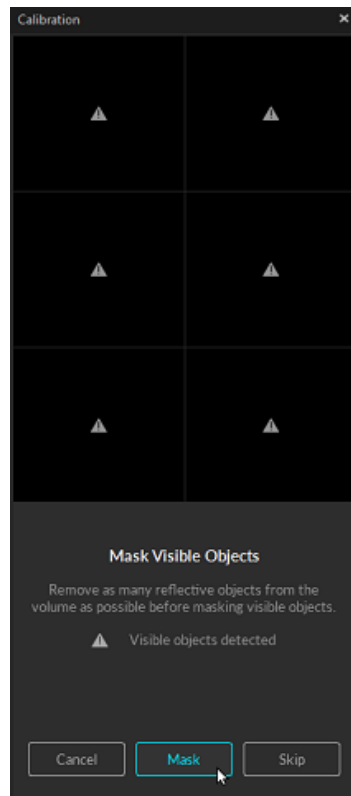 Calibration
Mask Visible Objects
Remove as many reflective objects from the
volume as possible before masking visible objects.
Visible objects detected
Cancel Mask Skip